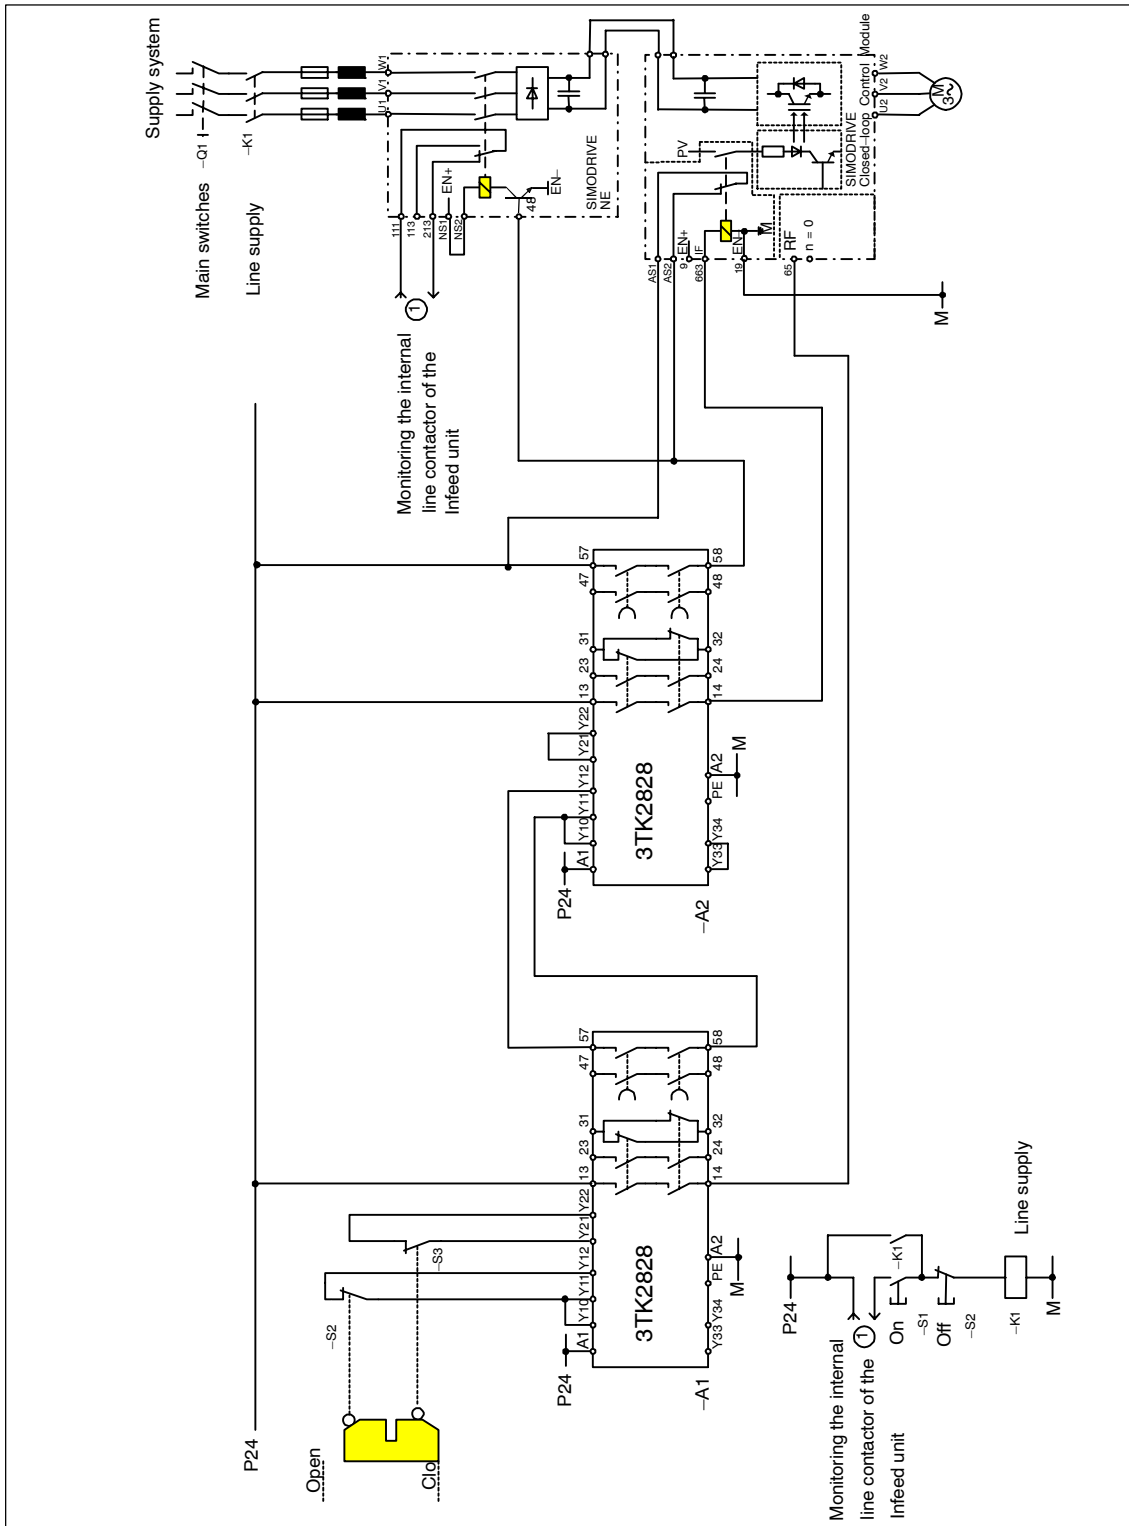 Supply system
Main switches
–Q1
Line supply
–K1
U1
V1
W1
111
113
213
NS1
NS2
EN+
48
EN–
SIMODRIVE
NE
1
Monitoring the internal
line contactor of the
Infeed unit
PV
AS1
AS2
9
EN+
IF
663
19
EN–
M
65
RF
n = 0
SIMODRIVE
Closed–loop Control Module
U2
V2
W2
M
3~
M
P24
57
47
31
23
13
Y22
Y21
Y12
Y11
Y10
A1
P24
58
48
32
24
14
M
A2
PE
Y34
Y33
3TK2828
–A2
57
47
31
23
13
Y22
Y21
Y12
Y11
Y10
A1
P24
58
48
32
24
14
M
A2
PE
Y34
Y33
3TK2828
–A1
–S3
–S2
Open
Clo
P24
–K1
1
On
–S1
Off
–S2
–K1
M
Line supply
Monitoring the internal
line contactor of the
Infeed unit